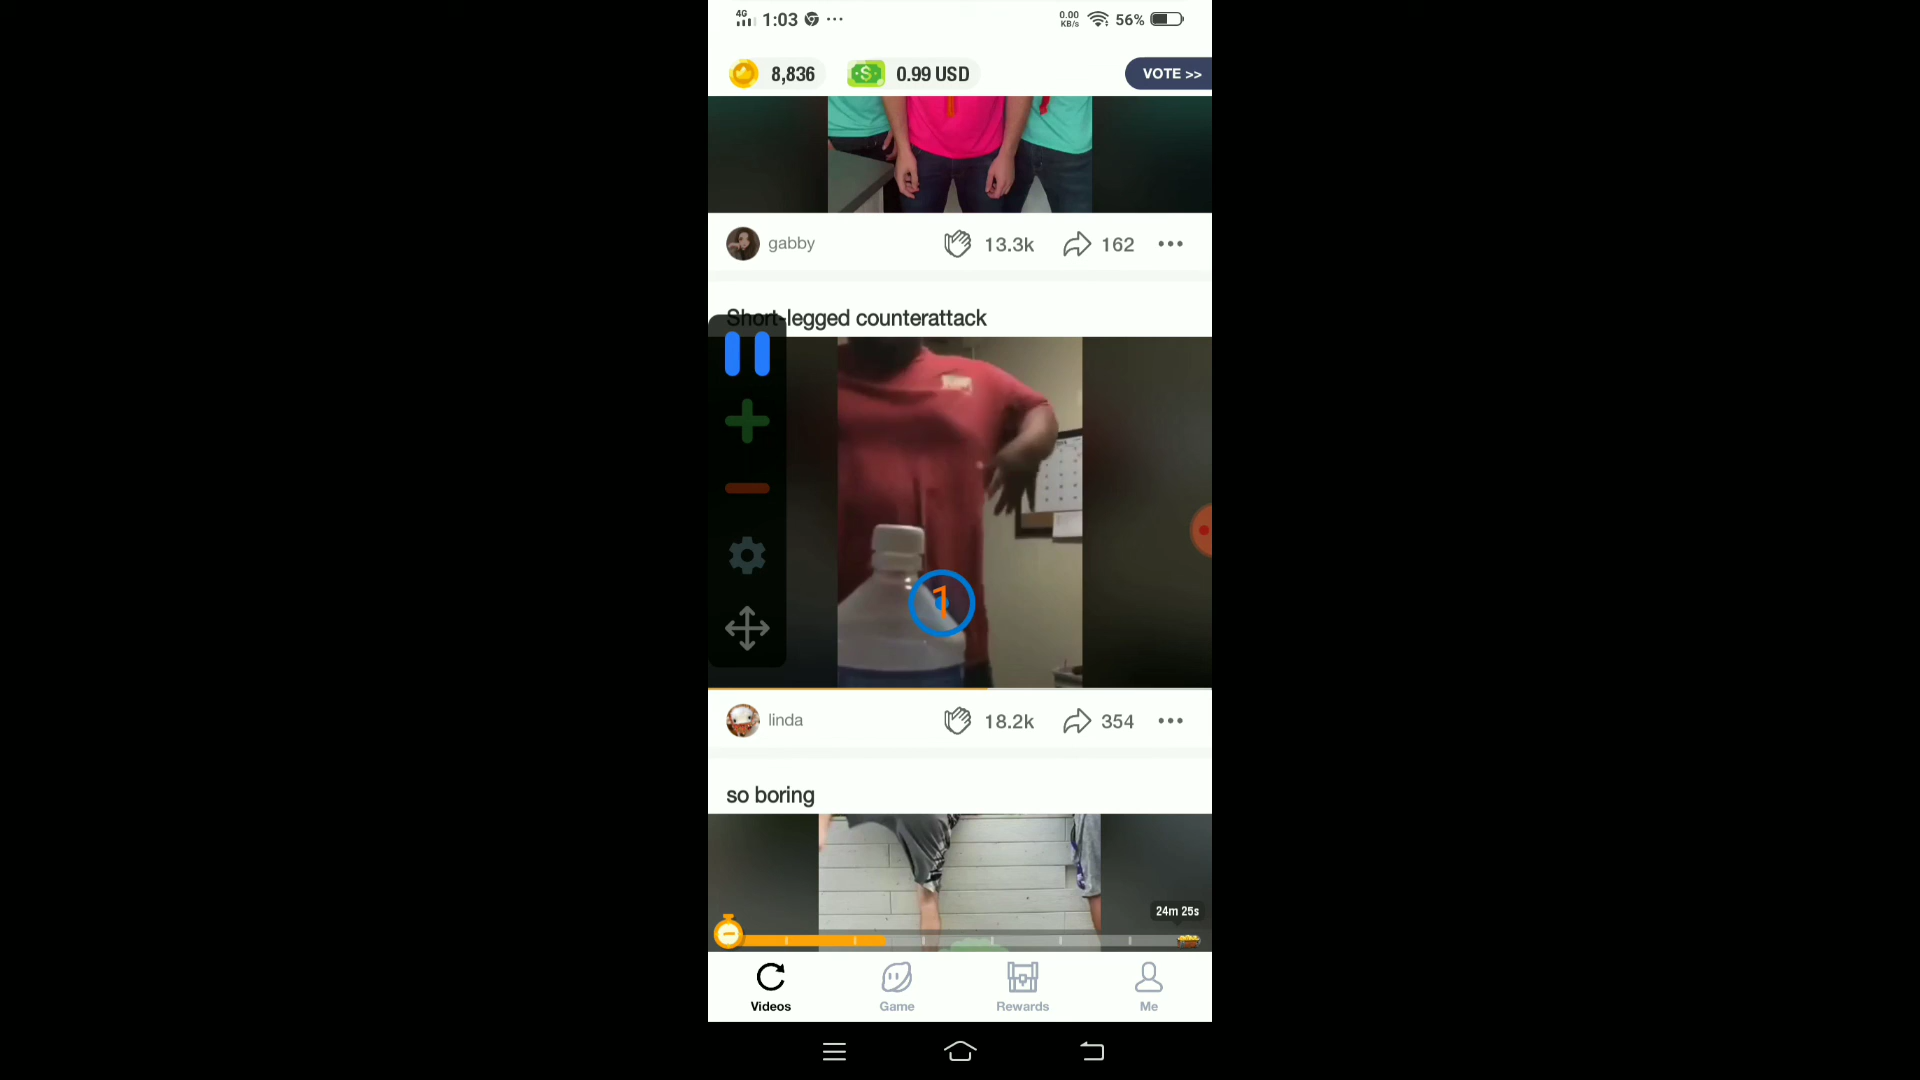 4G 1:03 ... 0.00 KB/s 56%
8,836 0.99 USD VOTE >>
gabby 13.3k 162
Short-legged counterattack
1
linda 18.2k 354
so boring
24m 25s
Videos Game Rewards Me